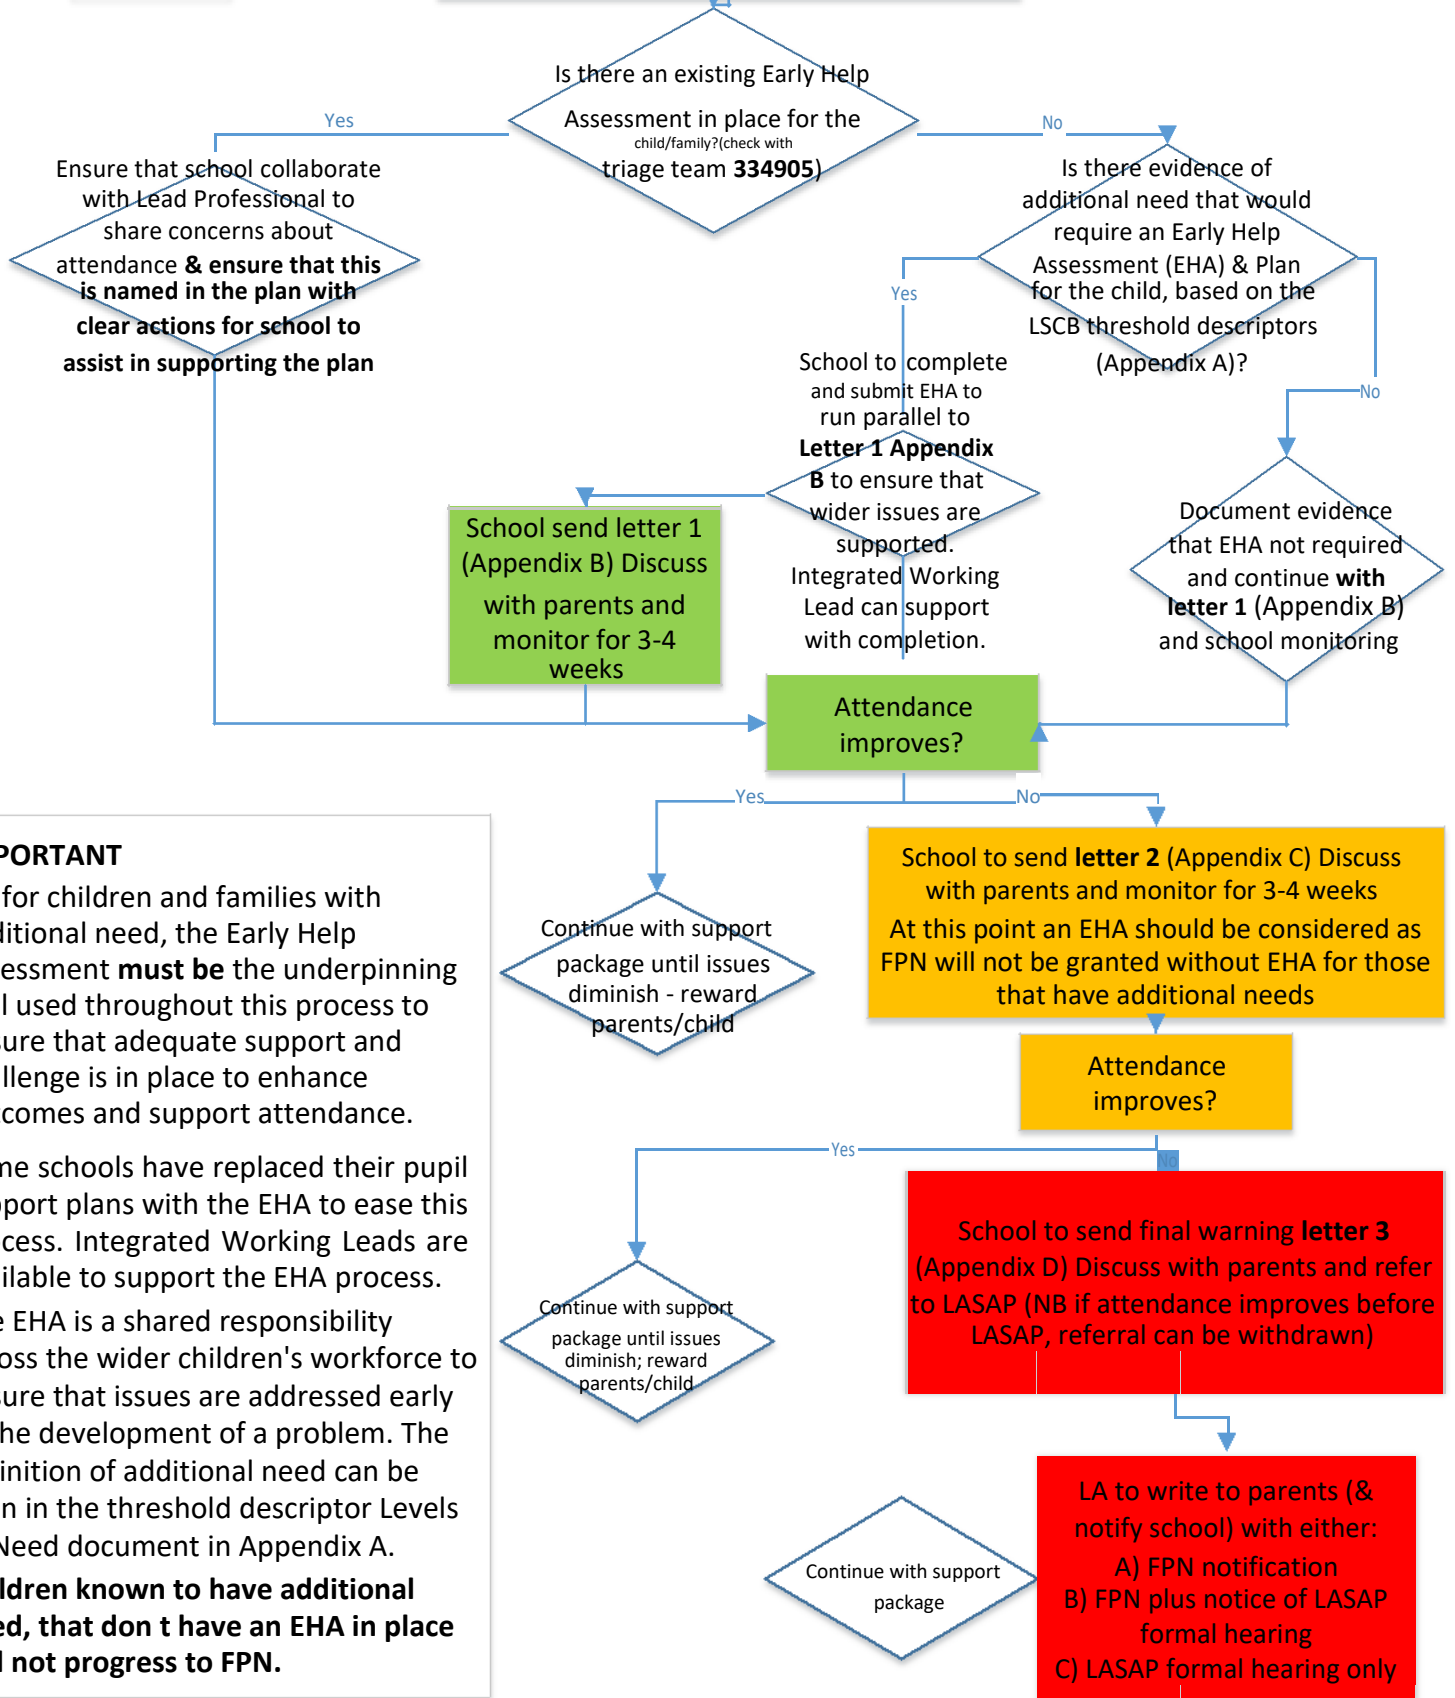 Is there an existing Early Help
Assessment in place for the
child/family?(check with
triage team 334905)
Yes
No
Ensure that school collaborate
with Lead Professional to
share concerns about
attendance & ensure that this
is named in the plan with
clear actions for school to
assist in supporting the plan
Is there evidence of
additional need that would
require an Early Help
Assessment (EHA) & Plan
for the child, based on the
LSCB threshold descriptors
(Appendix A)?
Yes
No
School to complete
and submit EHA to
run parallel to
Letter 1 Appendix
B to ensure that
wider issues are
supported.
Integrated Working
Lead can support
with completion.
School send letter 1
(Appendix B) Discuss
with parents and
monitor for 3-4
weeks
Document evidence
that EHA not required
and continue with
letter 1 (Appendix B)
and school monitoring
Attendance
improves?
Yes
No
Continue with support
package until issues
diminish - reward
parents/child
School to send letter 2 (Appendix C) Discuss
with parents and monitor for 3-4 weeks
At this point an EHA should be considered as
FPN will not be granted without EHA for those
that have additional needs
Attendance
improves?
Yes
No
Continue with support
package until issues
diminish; reward
parents/child
School to send final warning letter 3
(Appendix D) Discuss with parents and refer
to LASAP (NB if attendance improves before
LASAP, referral can be withdrawn)
Continue with support
package
LA to write to parents (&
notify school) with either:
A) FPN notification
B) FPN plus notice of LASAP
formal hearing
C) LASAP formal hearing only
PORTANT
for children and families with
ditional need, the Early Help
essment must be the underpinning
l used throughout this process to
sure that adequate support and
allenge is in place to enhance
tcomes and support attendance.
me schools have replaced their pupil
pport plans with the EHA to ease this
ocess. Integrated Working Leads are
ailable to support the EHA process.
e EHA is a shared responsibility
oss the wider children's workforce to
sure that issues are addressed early
the development of a problem. The
finition of additional need can be
en in the threshold descriptor Levels
Need document in Appendix A.
ildren known to have additional
ed, that don t have an EHA in place
l not progress to FPN.